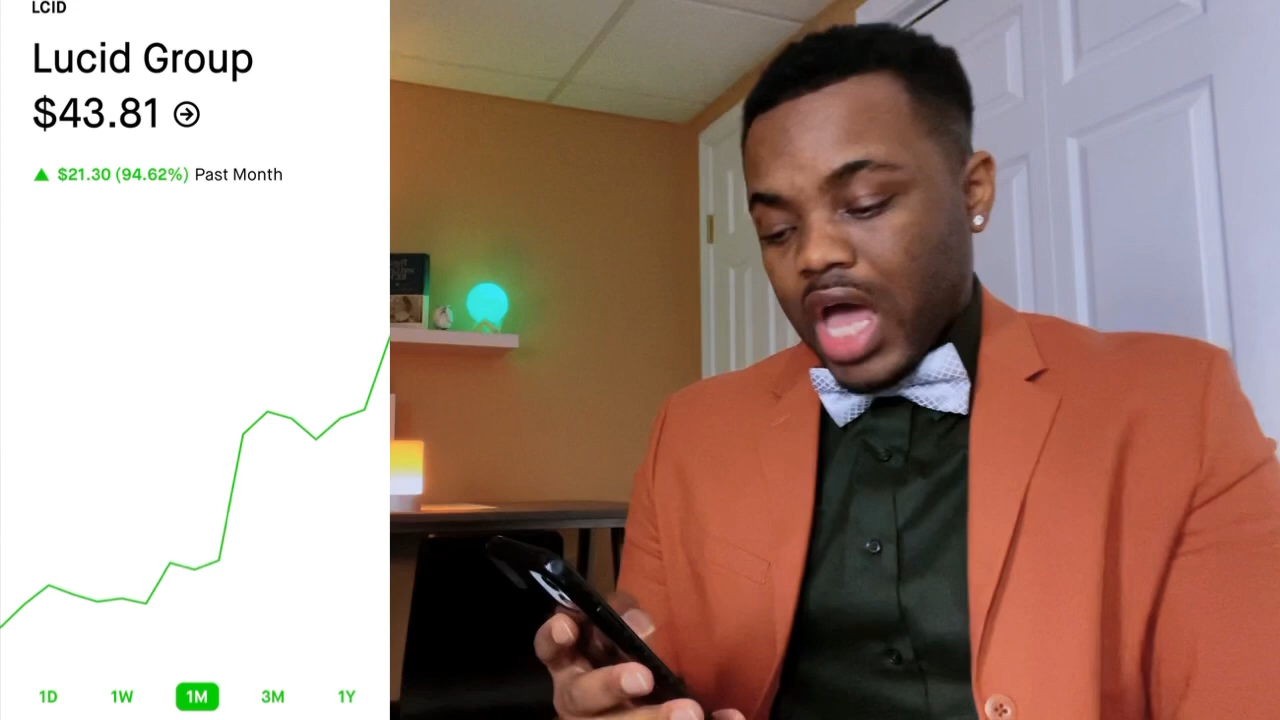 LCID
Lucid Group
$43.81
$21.30 (94.62%) Past Month
1D 1W 1M 3M 1Y